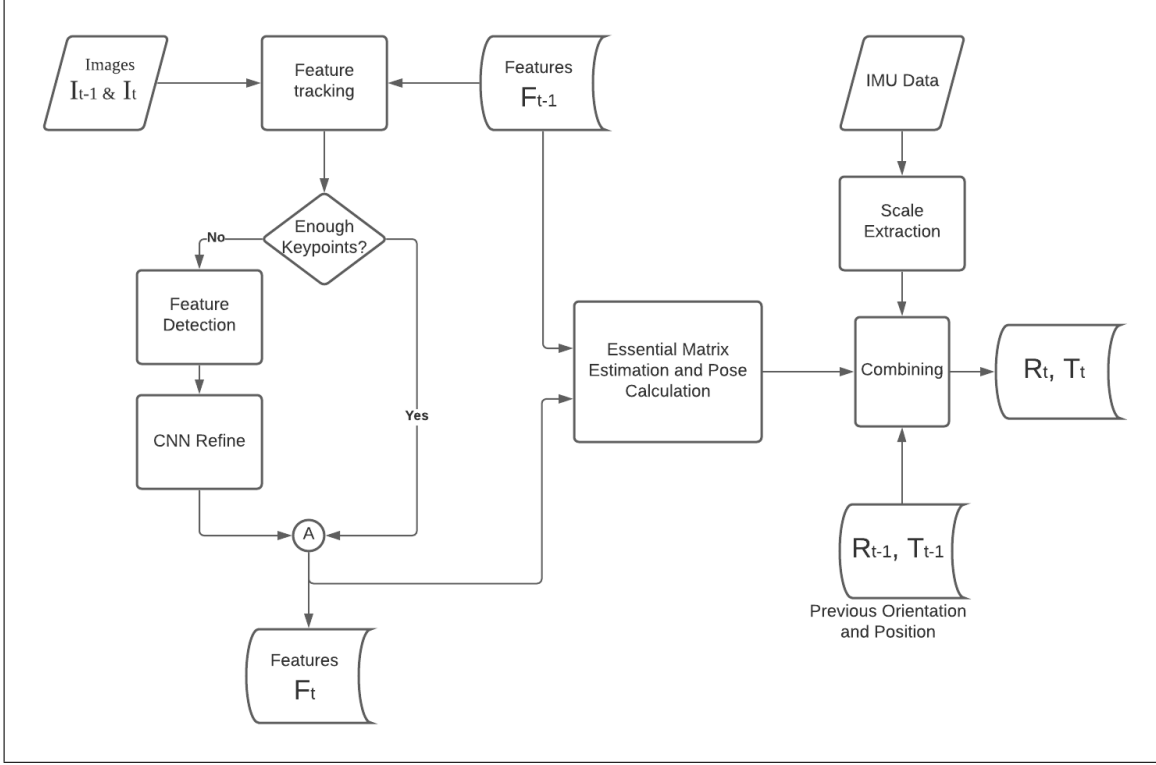 Images
It-1 & It
Feature
tracking
Features
Ft-1
IMU Data
Scale
Extraction
Enough
Keypoints?
No
Yes
Feature
Detection
CNN Refine
A
Features
Ft
Essential Matrix
Estimation and Pose
Calculation
Combining
Rt, Tt
Rt-1, Tt-1
Previous Orientation
and Position